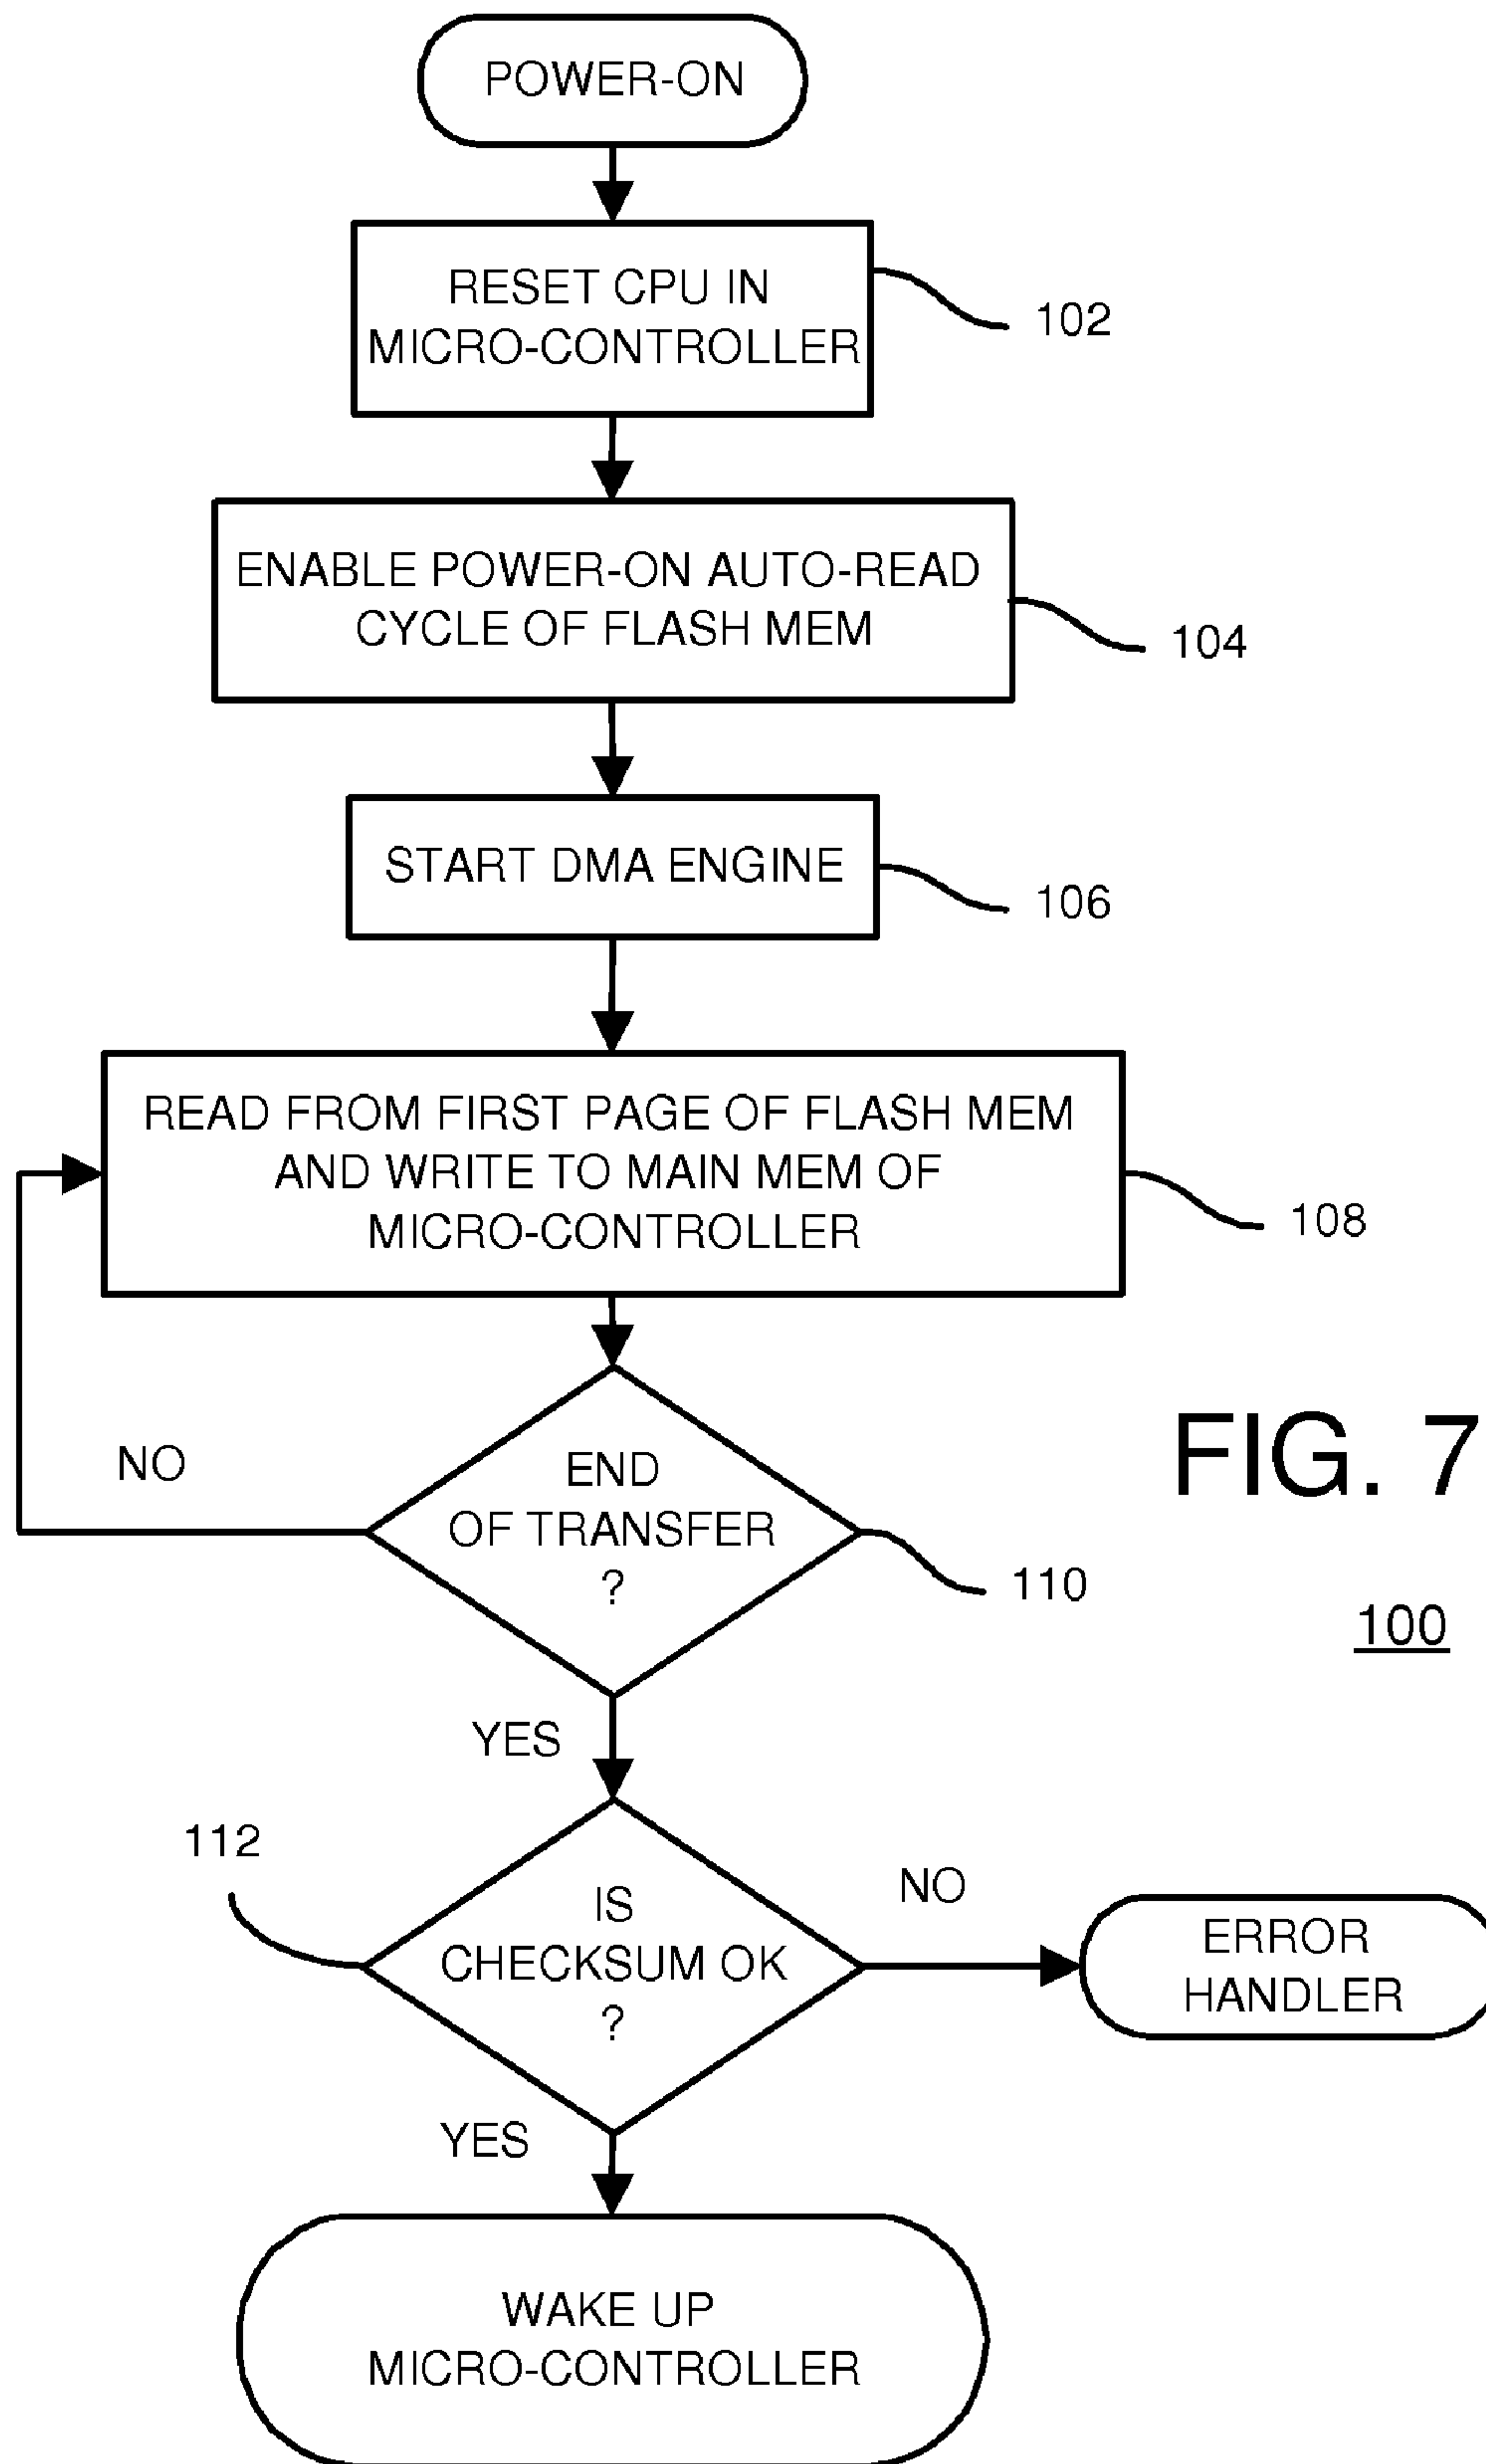 POWER-ON
RESET CPU IN
MICRO-CONTROLLER
102
ENABLE POWER-ON AUTO-READ
CYCLE OF FLASH MEM
104
START DMA ENGINE
106
READ FROM FIRST PAGE OF FLASH MEM
AND WRITE TO MAIN MEM OF
MICRO-CONTROLLER
108
NO
END
OF TRANSFER
?
110
FIG. 7
100
YES
112
IS
CHECKSUM OK
?
NO
ERROR
HANDLER
YES
WAKE UP
MICRO-CONTROLLER